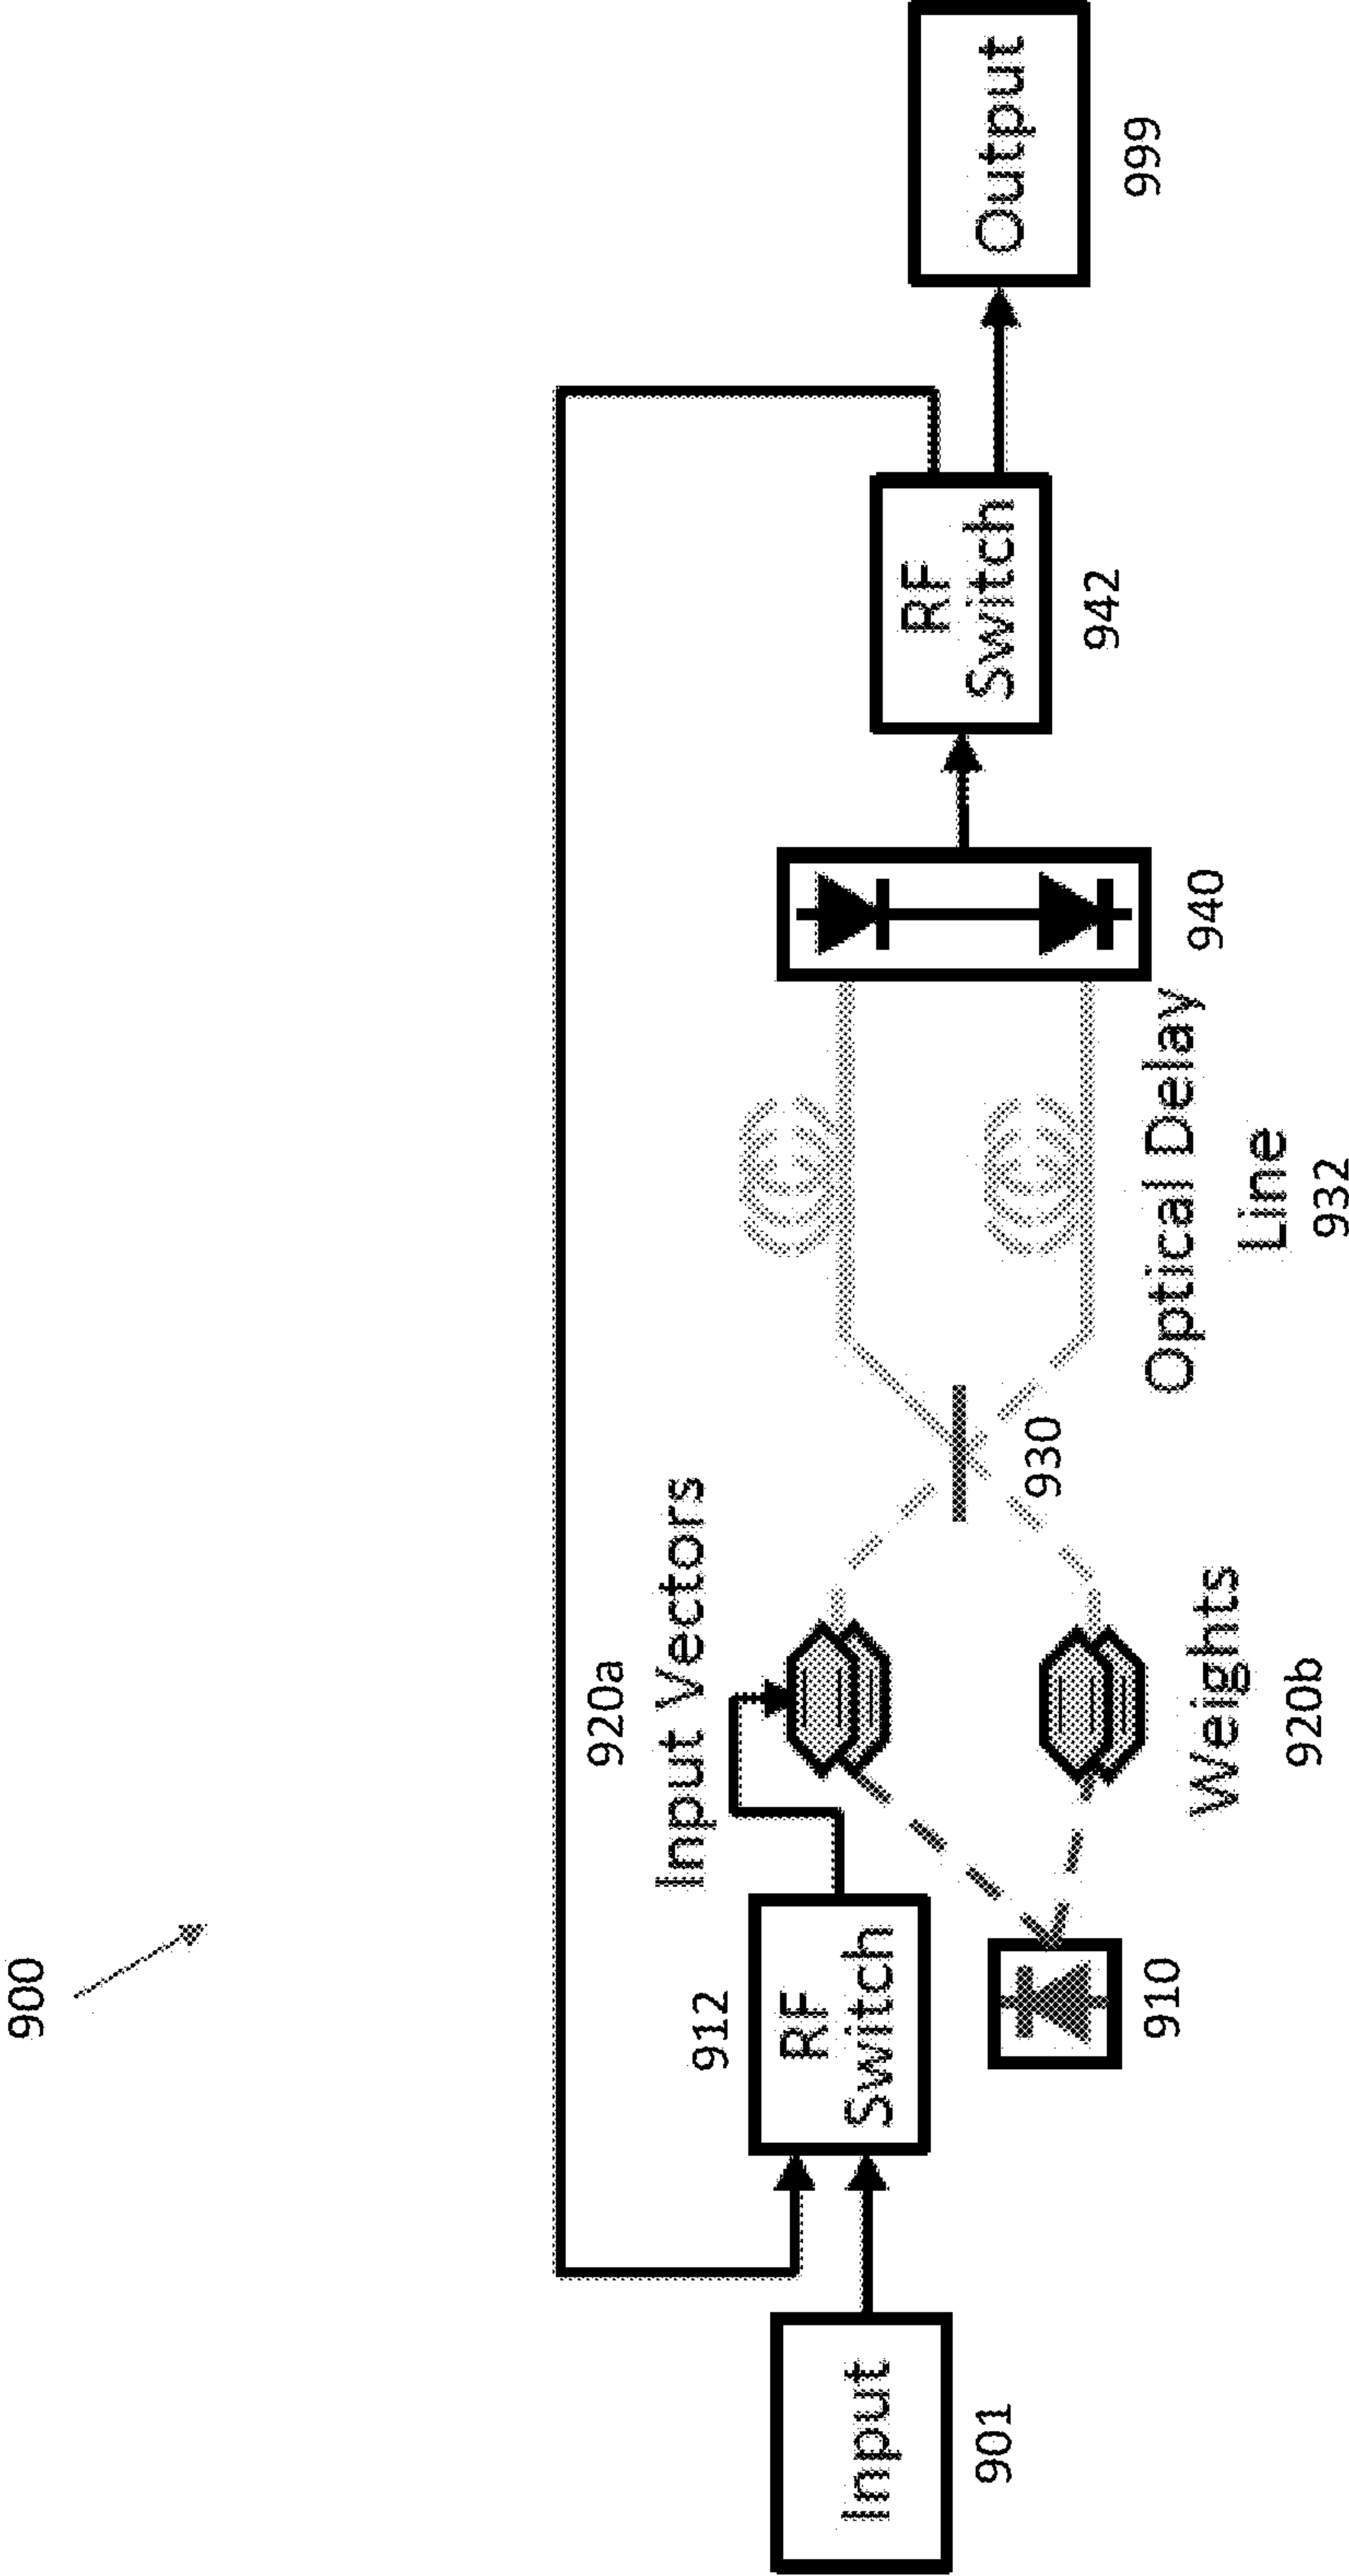 900
Input
901
912
RF
Switch
910
920a
Input Vectors
Weights
920b
930
Optical Delay
Line
932
940
RF
Switch
942
Output
999